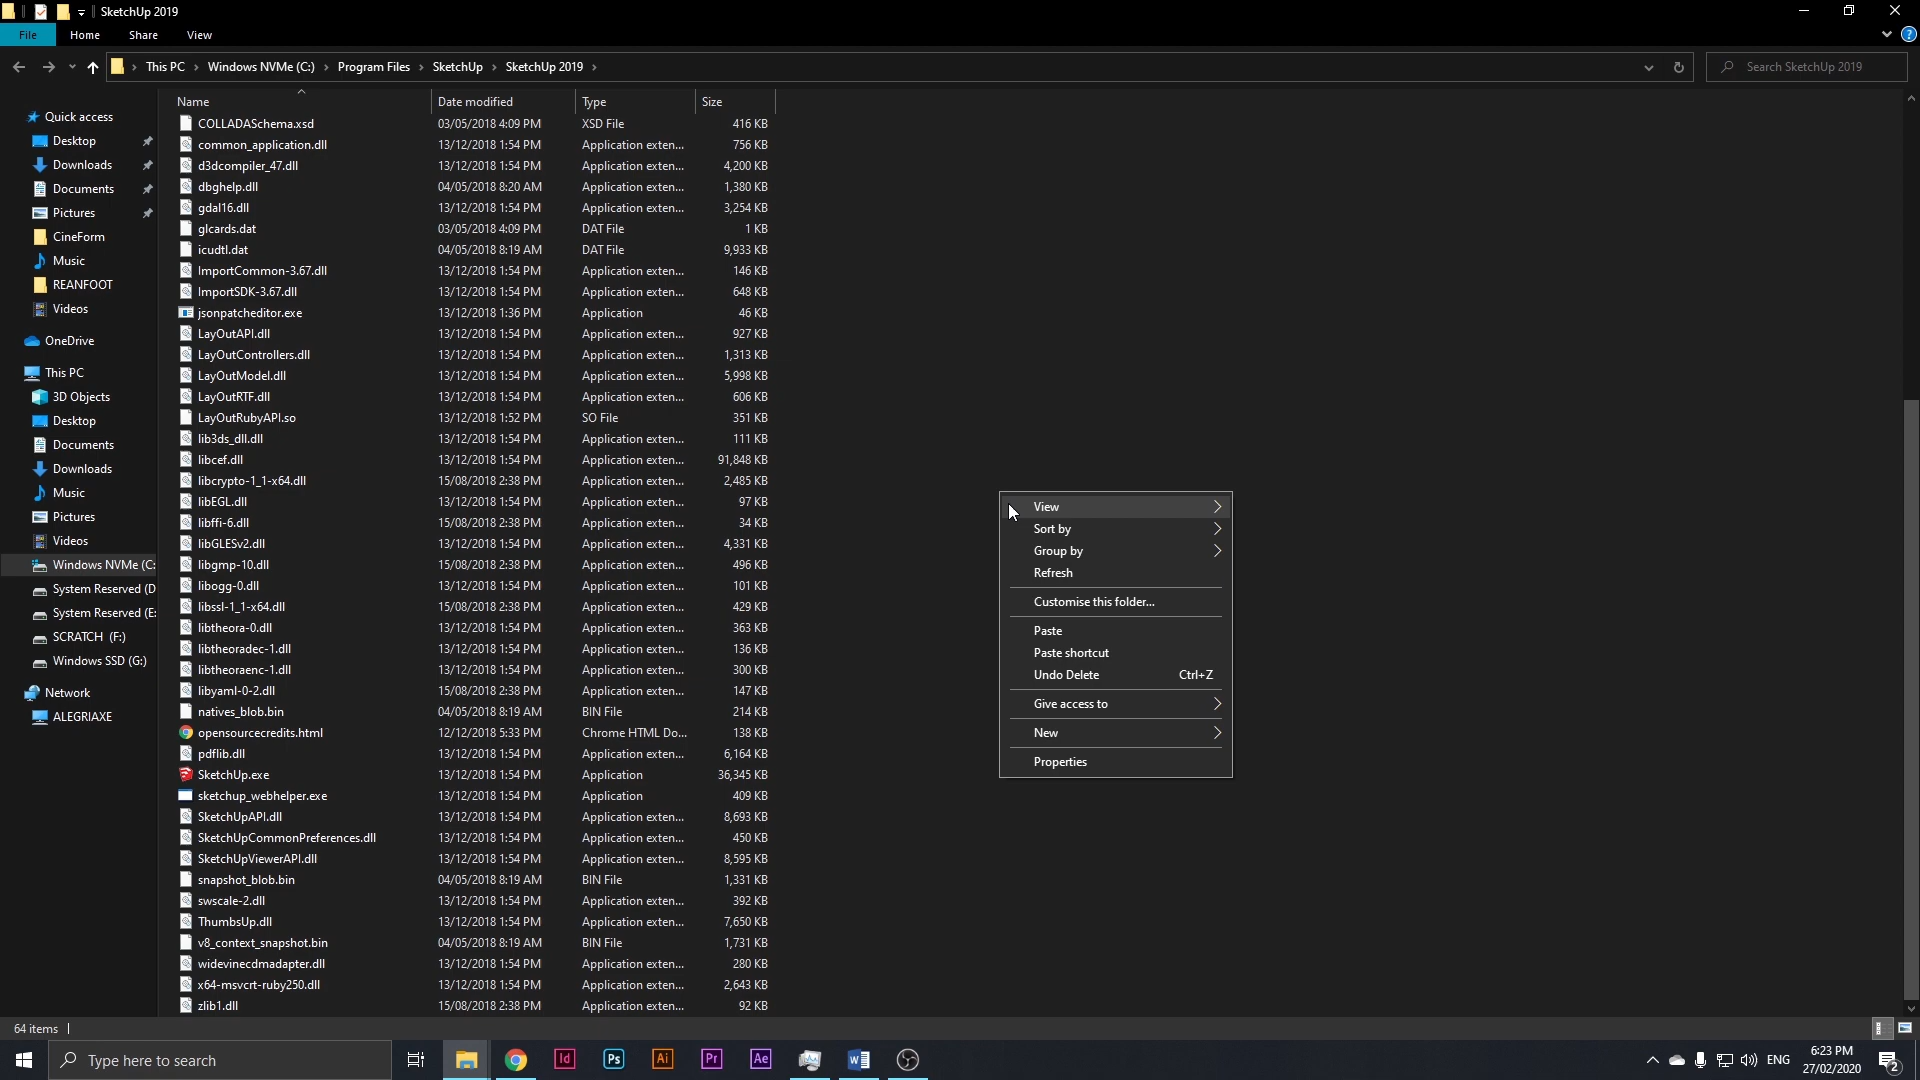 SketchUp 2019
File Home Share View
This PC Windows NVMe (C:) Program Files SketchUp SketchUp 2019
Search SketchUp 2019
Quick access
Desktop
Downloads
Documents
Pictures
CineForm
Music
REANFOOT
Videos
OneDrive
This PC
3D Objects
Desktop
Documents
Downloads
Music
Pictures
Videos
Windows NVMe (C:
System Reserved (D
System Reserved (E:
SCRATCH (F:)
Windows SSD (G:)
Network
ALEGRIAXE
Name Date modified Type Size
COLLADASchema.xsd 03/05/2018 4:09 PM XSD File 416 KB
common_application.dll 13/12/2018 1:54 PM Application exten... 756 KB
d3dcompiler_47.dll 13/12/2018 1:54 PM Application exten... 4,200 KB
dbghelp.dll 04/05/2018 8:20 AM Application exten... 1,380 KB
gdal16.dll 13/12/2018 1:54 PM Application exten... 3,254 KB
glcards.dat 03/05/2018 4:09 PM DAT File 1 KB
icudtl.dat 04/05/2018 8:19 AM DAT File 9,933 KB
ImportCommon-3.67.dll 13/12/2018 1:54 PM Application exten... 146 KB
ImportSDK-3.67.dll 13/12/2018 1:54 PM Application exten... 648 KB
jsonpatcheditor.exe 13/12/2018 1:36 PM Application 46 KB
LayOutAPI.dll 13/12/2018 1:54 PM Application exten... 927 KB
LayOutControllers.dll 13/12/2018 1:54 PM Application exten... 1,313 KB
LayOutModel.dll 13/12/2018 1:54 PM Application exten... 5,998 KB
LayOutRTF.dll 13/12/2018 1:54 PM Application exten... 606 KB
LayOutRubyAPI.so 13/12/2018 1:52 PM SO File 351 KB
lib3ds_dll.dll 13/12/2018 1:54 PM Application exten... 111 KB
libcef.dll 13/12/2018 1:54 PM Application exten... 91,848 KB
libcrypto-1_1-x64.dll 15/08/2018 2:38 PM Application exten... 2,485 KB
libEGL.dll 13/12/2018 1:54 PM Application exten... 97 KB
libffi-6.dll 15/08/2018 2:38 PM Application exten... 34 KB
libGLESv2.dll 13/12/2018 1:54 PM Application exten... 4,331 KB
libgmp-10.dll 15/08/2018 2:38 PM Application exten... 496 KB
libogg-0.dll 13/12/2018 1:54 PM Application exten... 101 KB
libssl-1_1-x64.dll 15/08/2018 2:38 PM Application exten... 429 KB
libtheora-0.dll 13/12/2018 1:54 PM Application exten... 363 KB
libtheoradec-1.dll 13/12/2018 1:54 PM Application exten... 136 KB
libtheoraenc-1.dll 13/12/2018 1:54 PM Application exten... 300 KB
libyaml-0-2.dll 15/08/2018 2:38 PM Application exten... 147 KB
natives_blob.bin 04/05/2018 8:19 AM BIN File 214 KB
opensourcecredits.html 12/12/2018 5:33 PM Chrome HTML Do... 138 KB
pdflib.dll 13/12/2018 1:54 PM Application exten... 6,164 KB
SketchUp.exe 13/12/2018 1:54 PM Application 36,345 KB
sketchup_webhelper.exe 13/12/2018 1:54 PM Application 409 KB
SketchUpAPI.dll 13/12/2018 1:54 PM Application exten... 8,693 KB
SketchUpCommonPreferences.dll 13/12/2018 1:54 PM Application exten... 450 KB
SketchUpViewerAPI.dll 13/12/2018 1:54 PM Application exten... 8,595 KB
snapshot_blob.bin 04/05/2018 8:19 AM BIN File 1,331 KB
swscale-2.dll 13/12/2018 1:54 PM Application exten... 392 KB
ThumbsUp.dll 13/12/2018 1:54 PM Application exten... 7,650 KB
v8_context_snapshot.bin 04/05/2018 8:19 AM BIN File 1,731 KB
widevinecdmadapter.dll 13/12/2018 1:54 PM Application exten... 280 KB
x64-msvcrt-ruby250.dll 13/12/2018 1:54 PM Application exten... 2,643 KB
zlib1.dll 15/08/2018 2:38 PM Application exten... 92 KB
View
Sort by
Group by
Refresh
Customise this folder...
Paste
Paste shortcut
Undo Delete Ctrl+Z
Give access to
New
Properties
64 items
Type here to search
Id Ps Ai Pr Ae
ENG
6:23 PM
27/02/2020
2